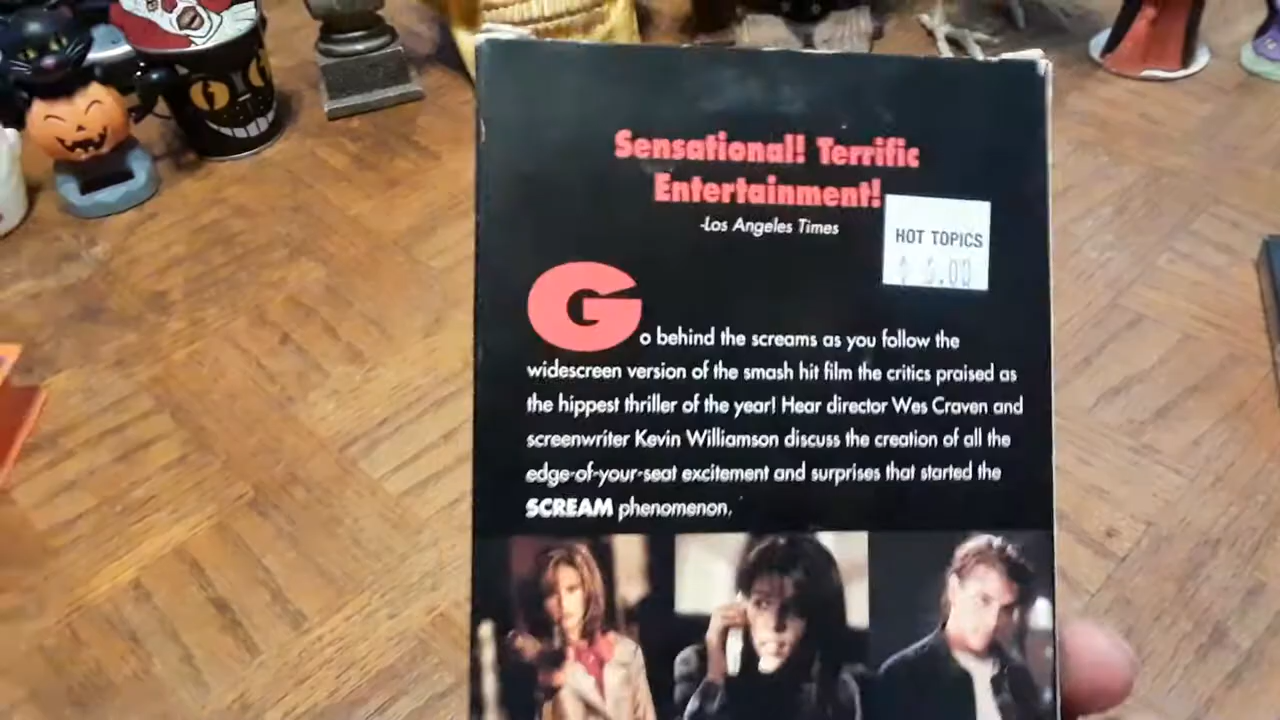 Sensational! Terrific
Entertainment!
-Los Angeles Times
HOT TOPICS
Go behind the screams as you follow the
widescreen version of the smash hit film the critics praised as
the hippest thriller of the year! Hear director Wes Craven and
screenwriter Kevin Williamson discuss the creation of all the
edge-of-your-seat excitement and surprises that started the
SCREAM phenomenon.